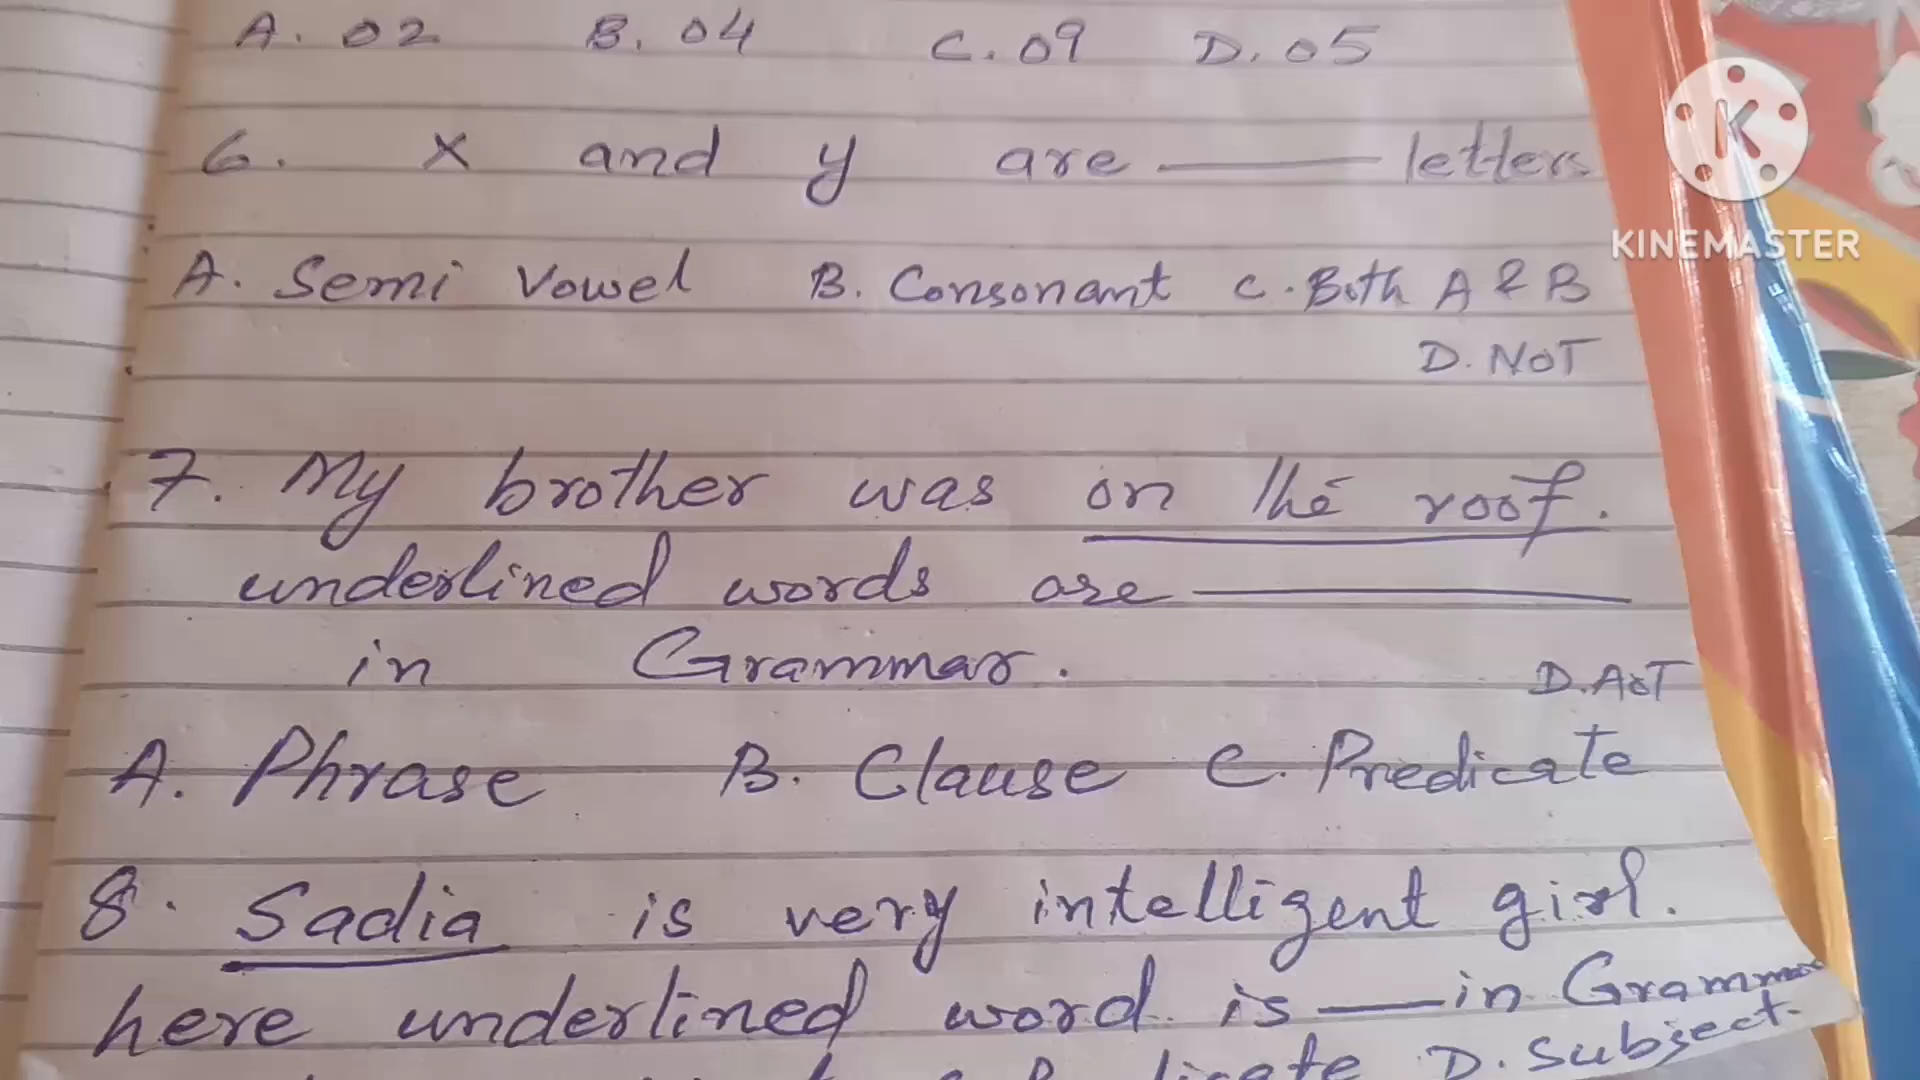 A. 02 B. 04 C. 09 D. 05
6. X and y are ——— letters
KINEMASTER
A. Semi Vowel B. Consonant C. Both A & B
D. NOT
7. My brother was on the roof.
underlined words are ———
in Grammar.
D. AOT
A. Phrase B. Clause C. Predicate
8. Sadia is very intelligent girl.
here underlined word is —— in Grammar
D. Subject.